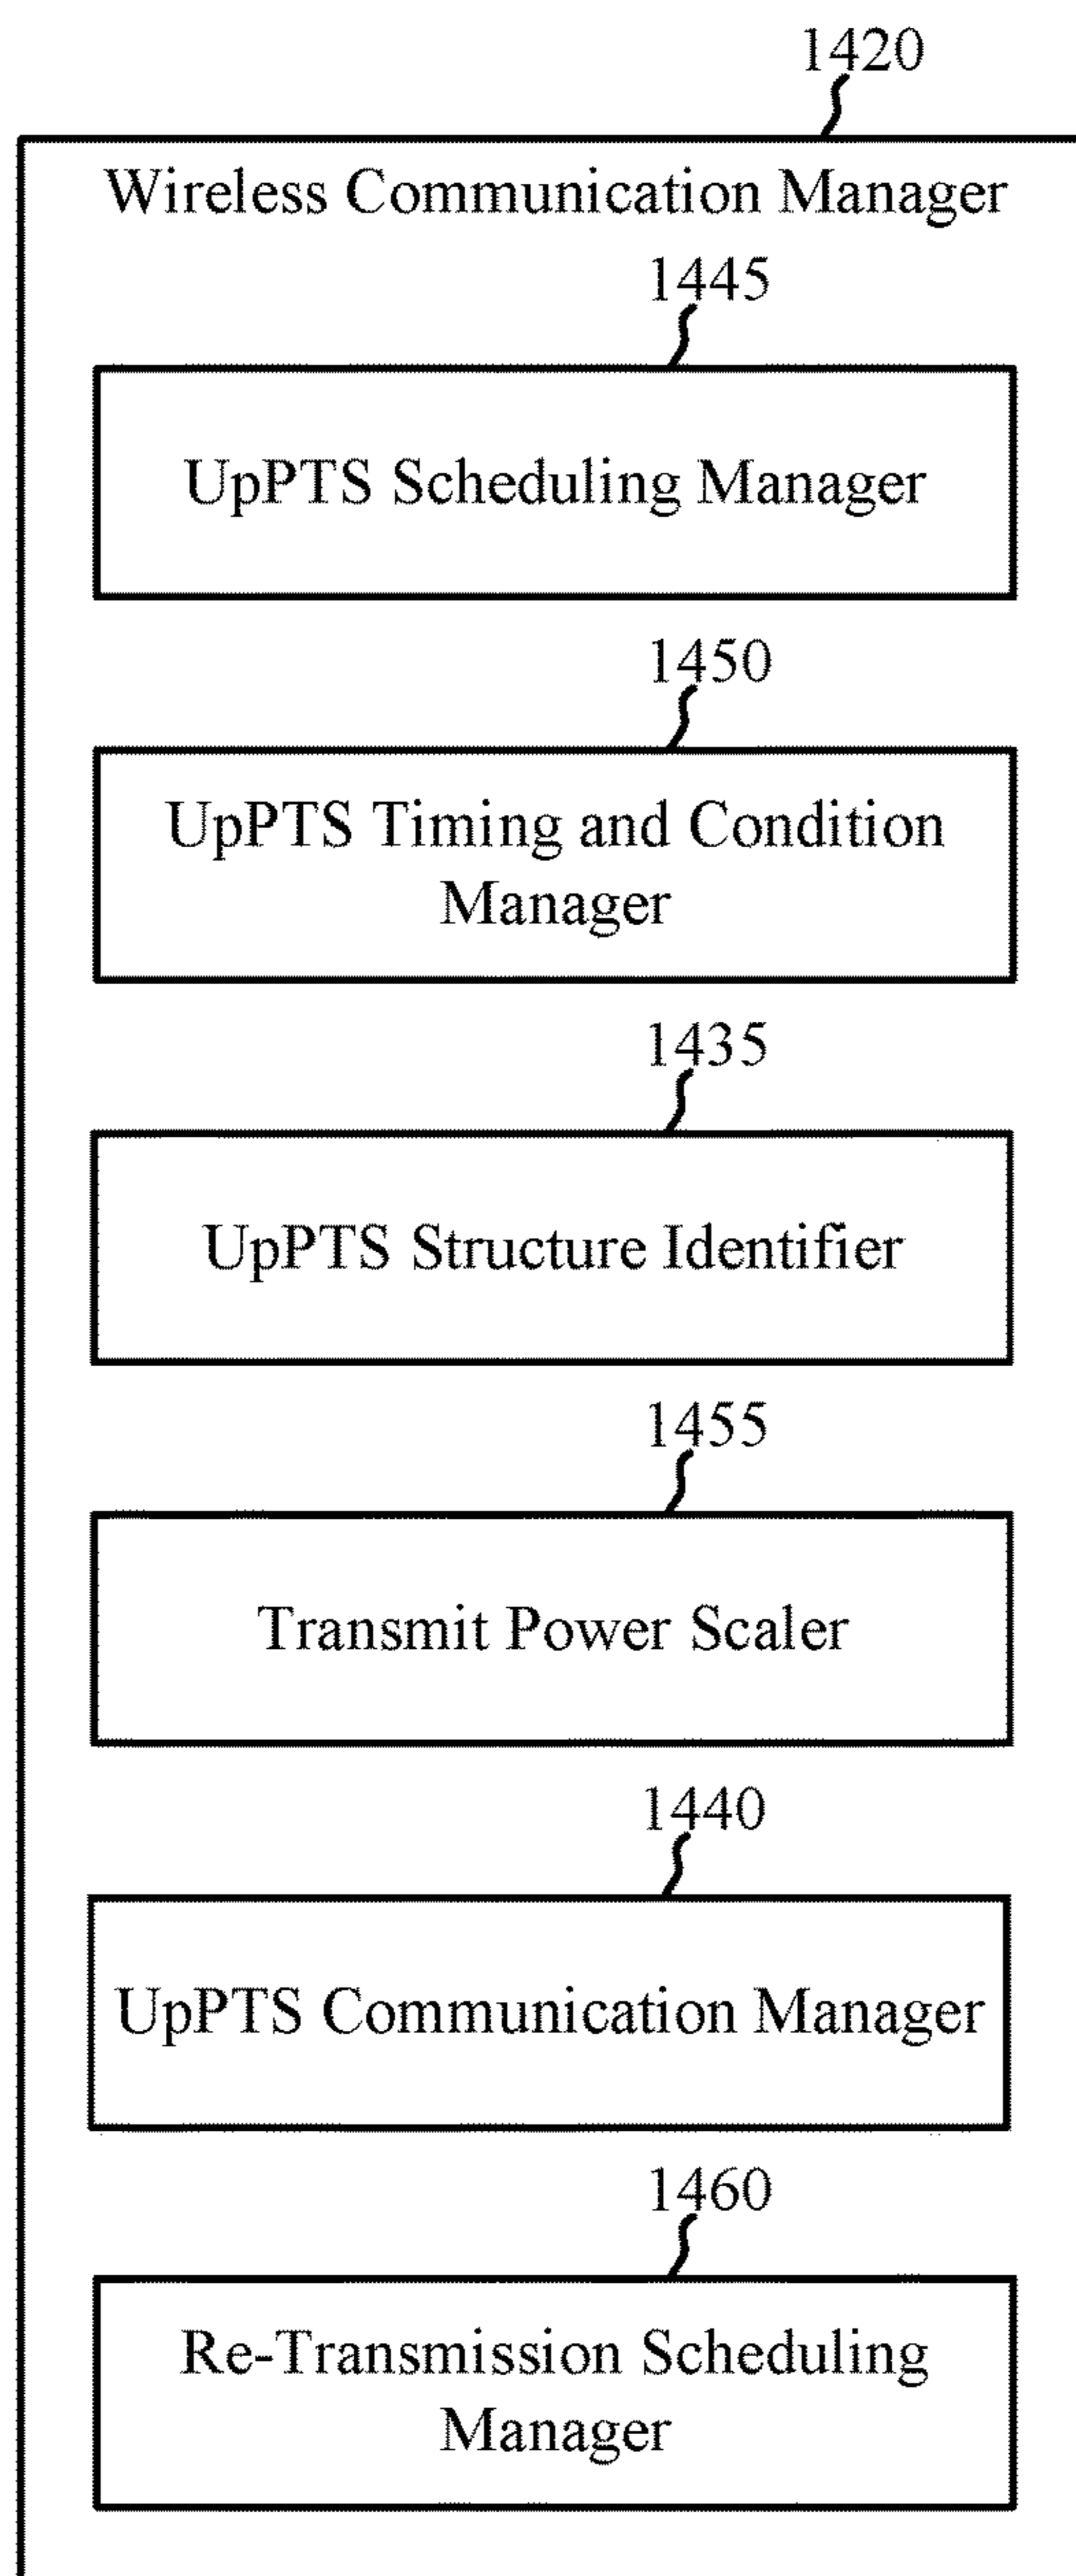 1420
Wireless Communication Manager
1445
UpPTS Scheduling Manager
1450
UpPTS Timing and Condition
Manager
1435
UpPTS Structure Identifier
1455
Transmit Power Scaler
1440
UpPTS Communication Manager
1460
Re-Transmission Scheduling
Manager